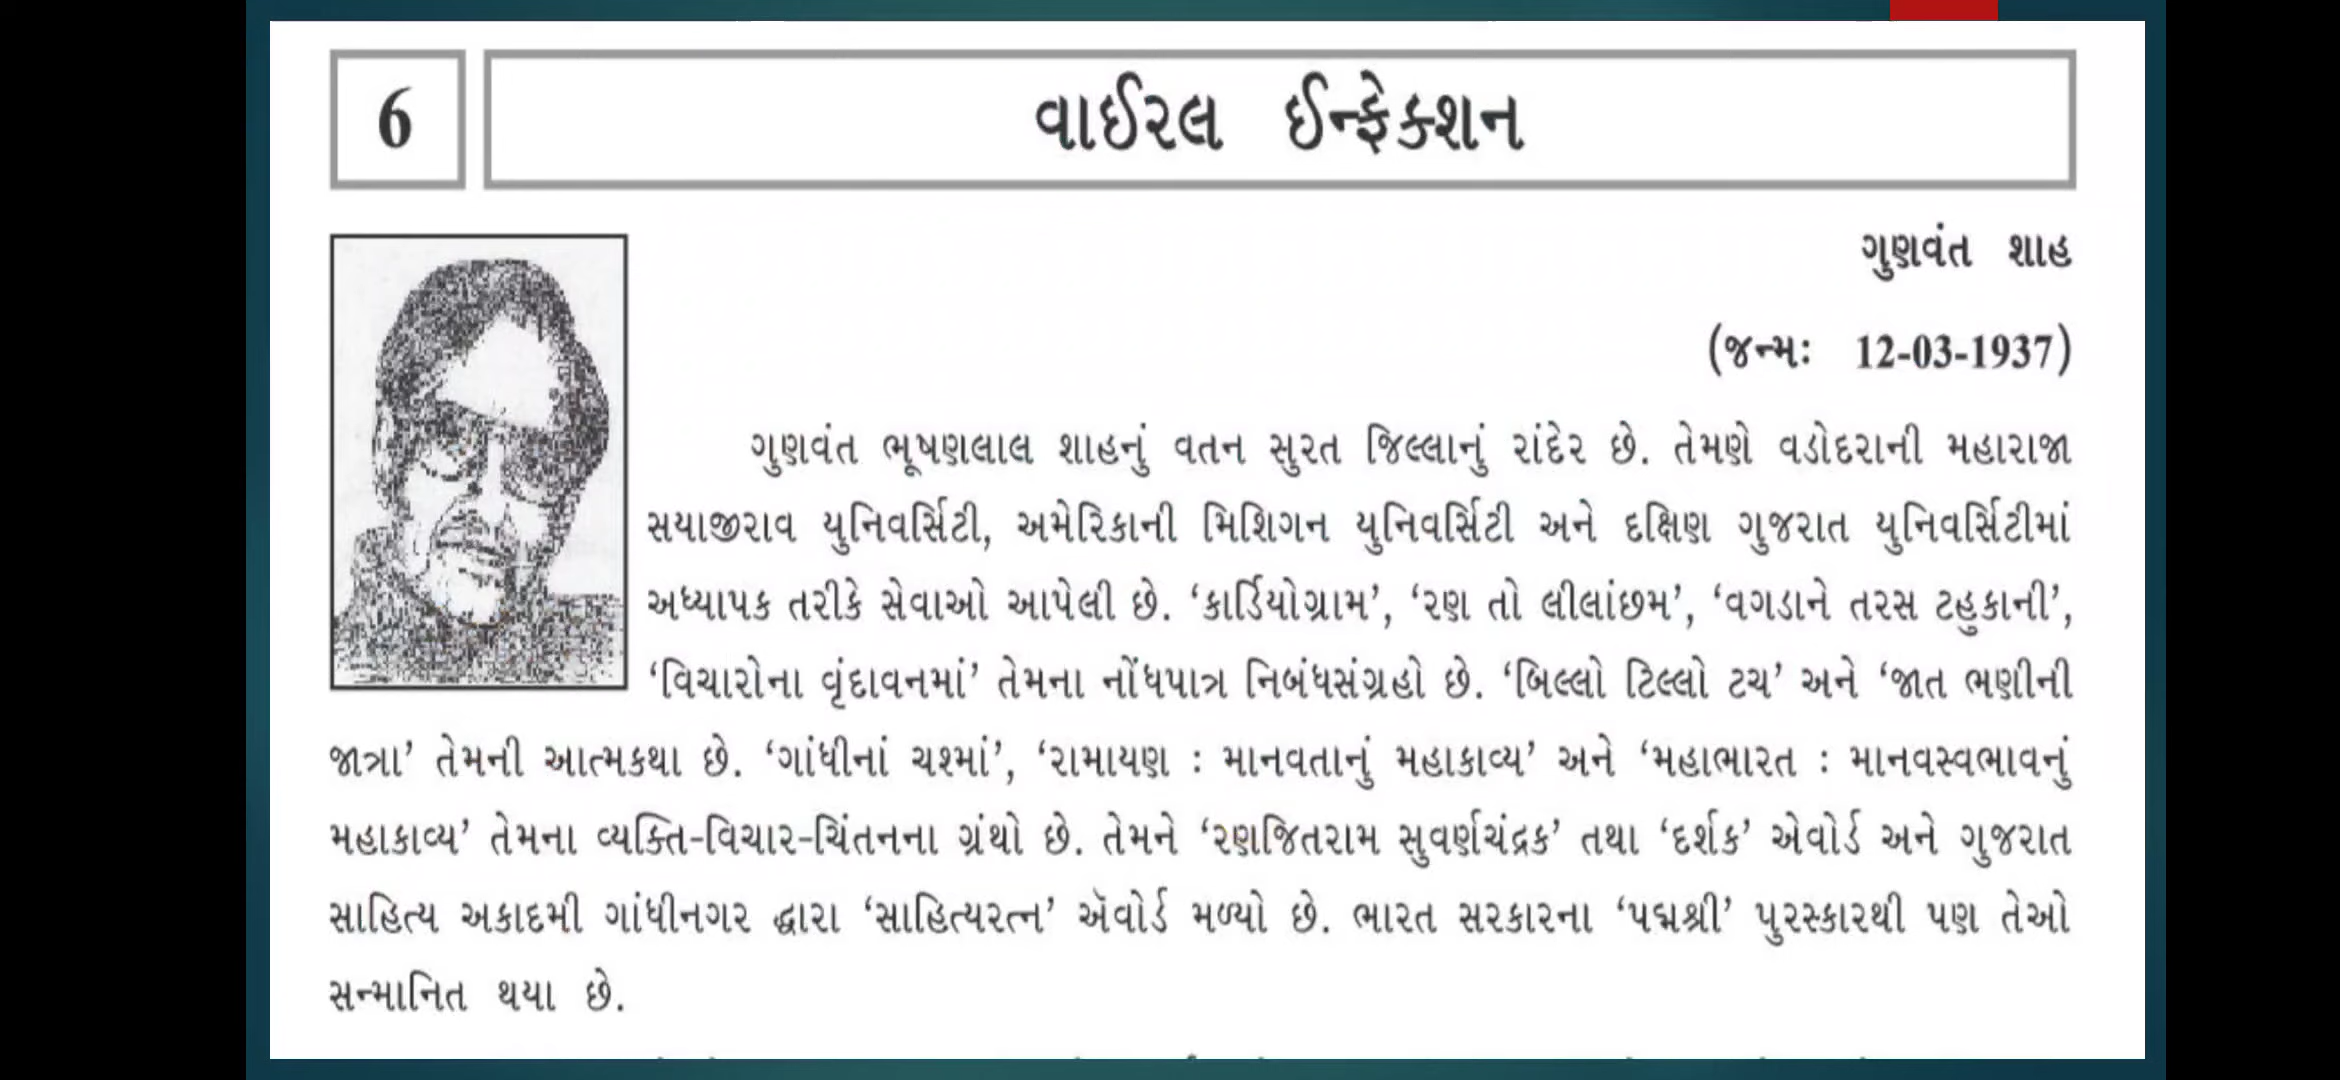 6
વાઈરલ ઈન્ફેક્શન
ગુણવંત શાહ
(જન્મઃ 12-03-1937)
ગુણવંત ભૂષણલાલ શાહનું વતન સુરત જિલ્લાનું રાંદેર છે. તેમણે વડોદરાની મહારાજા
સયાજીરાવ યુનિવર્સિટી, અમેરિકાની મિશિગન યુનિવર્સિટી અને દક્ષિણ ગુજરાત યુનિવર્સિટીમાં
અધ્યાપક તરીકે સેવાઓ આપેલી છે. ‘કાર્ડિયોગ્રામ’, ‘રણ તો લીલાંછમ’, ‘વગડાને તરસ ટહુકાની’,
‘વિચારોના વૃંદાવનમાં’ તેમના નોંધપાત્ર નિબંધસંગ્રહો છે. ‘બિલ્લો ટિલ્લો ટચ’ અને ‘જાત ભણીની
જાત્રા’ તેમની આત્મકથા છે. ‘ગાંધીનાં ચશ્માં’, ‘રામાયણ : માનવતાનું મહાકાવ્ય’ અને ‘મહાભારત : માનવસ્વભાવનું
મહાકાવ્ય’ તેમના વ્યક્તિ-વિચાર-ચિંતનના ગ્રંથો છે. તેમને ‘રણજિતરામ સુવર્ણચંદ્રક’ તથા ‘દર્શક’ એવોર્ડ અને ગુજરાત
સાહિત્ય અકાદમી ગાંધીનગર દ્વારા ‘સાહિત્યરત્ન’ ઍવોર્ડ મળ્યો છે. ભારત સરકારના ‘પદ્મશ્રી’ પુરસ્કારથી પણ તેઓ
સન્માનિત થયા છે.